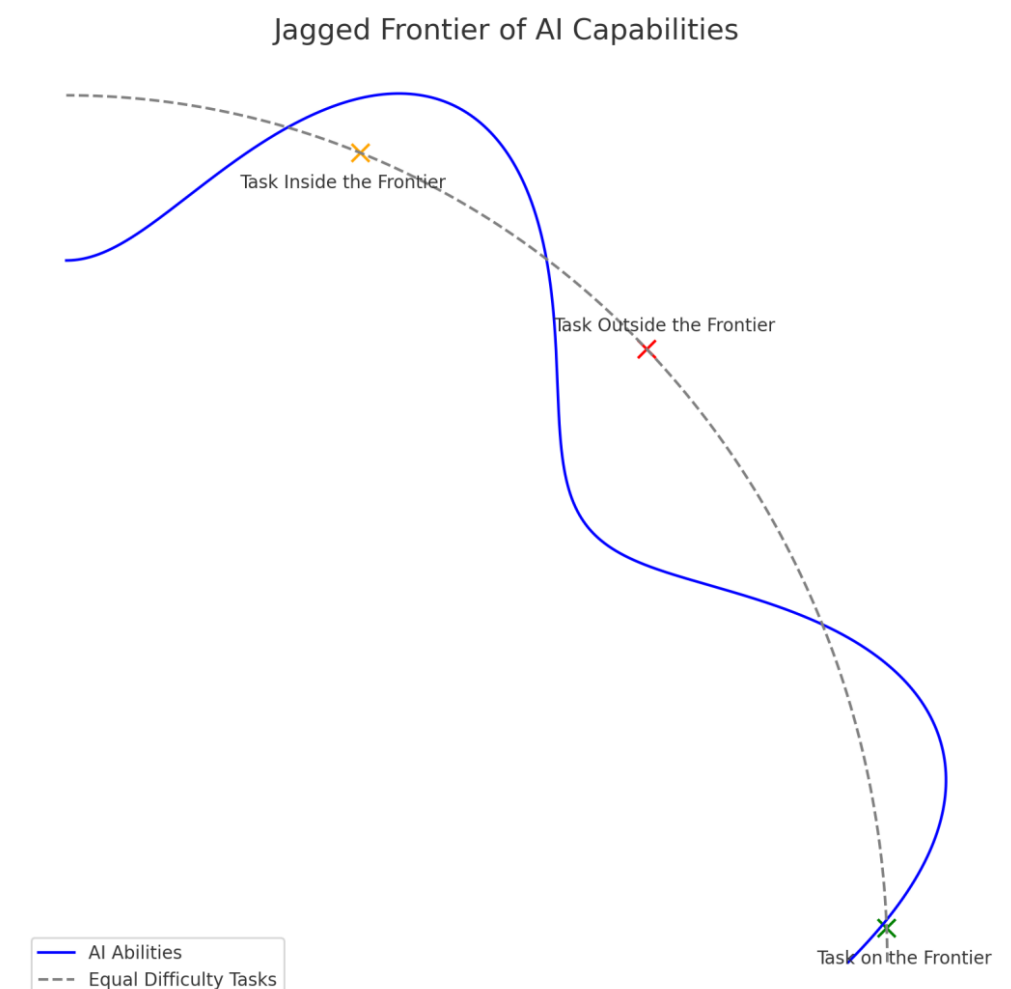 Jagged Frontier of AI Capabilities
Task Inside the Frontier
Task Outside the Frontier
Task on the Frontier
AI Abilities
Equal Difficulty Tasks